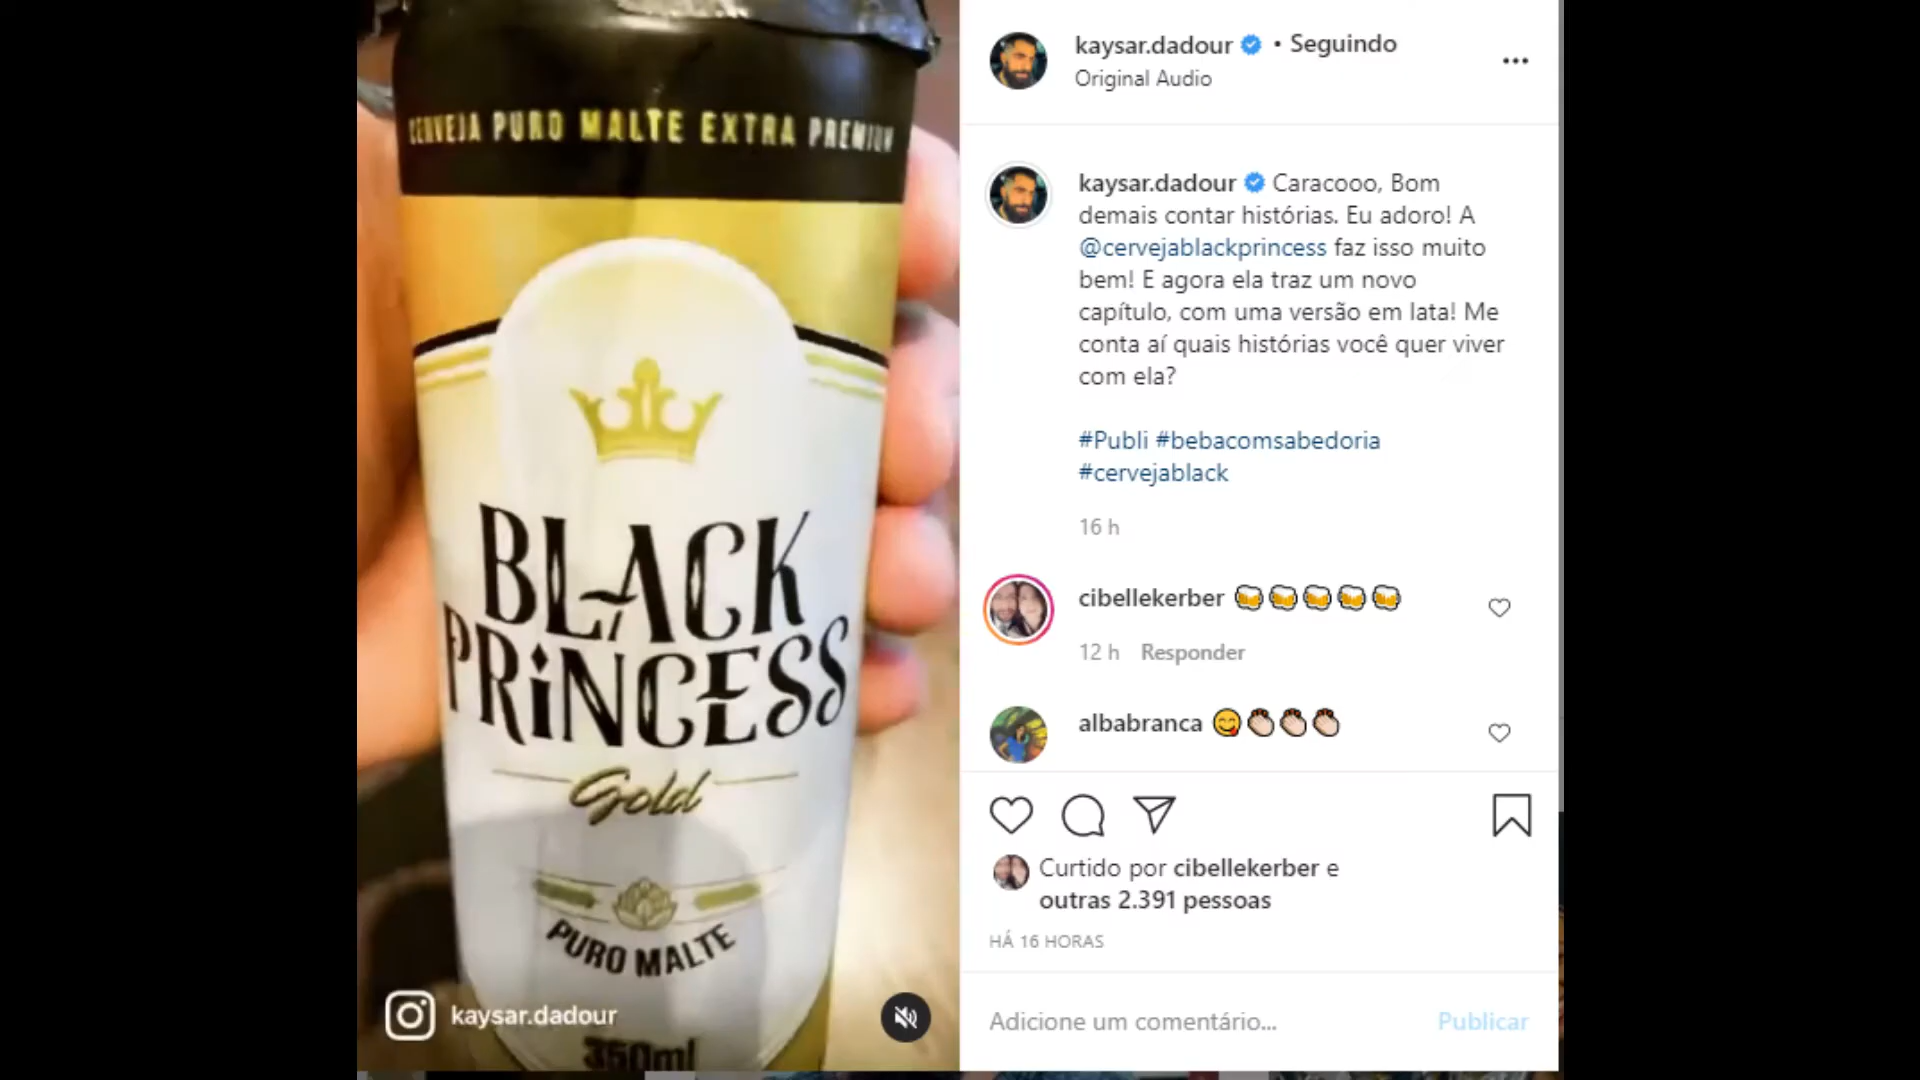 CERVEJA PURO MALTE EXTRA PREMIUM
BLACK
PRINCESS
Gold
PURO MALTE
350ml
kaysar.dadour
kaysar.dadour • Seguindo
Original Audio
kaysar.dadour Caracooo, Bom
demais contar histórias. Eu adoro! A
@cervejablackprincess faz isso muito
bem! E agora ela traz um novo
capítulo, com uma versão em lata! Me
conta aí quais histórias você quer viver
com ela?
#Publi #bebacomsabedoria
#cervejablack
16 h
cibellekerber 🍻🍻🍻🍻🍻
12 h Responder
albabranca 😋👏🏻👏🏻👏🏻
Curtido por cibellekerber e
outras 2.391 pessoas
HÁ 16 HORAS
Adicione um comentário... Publicar